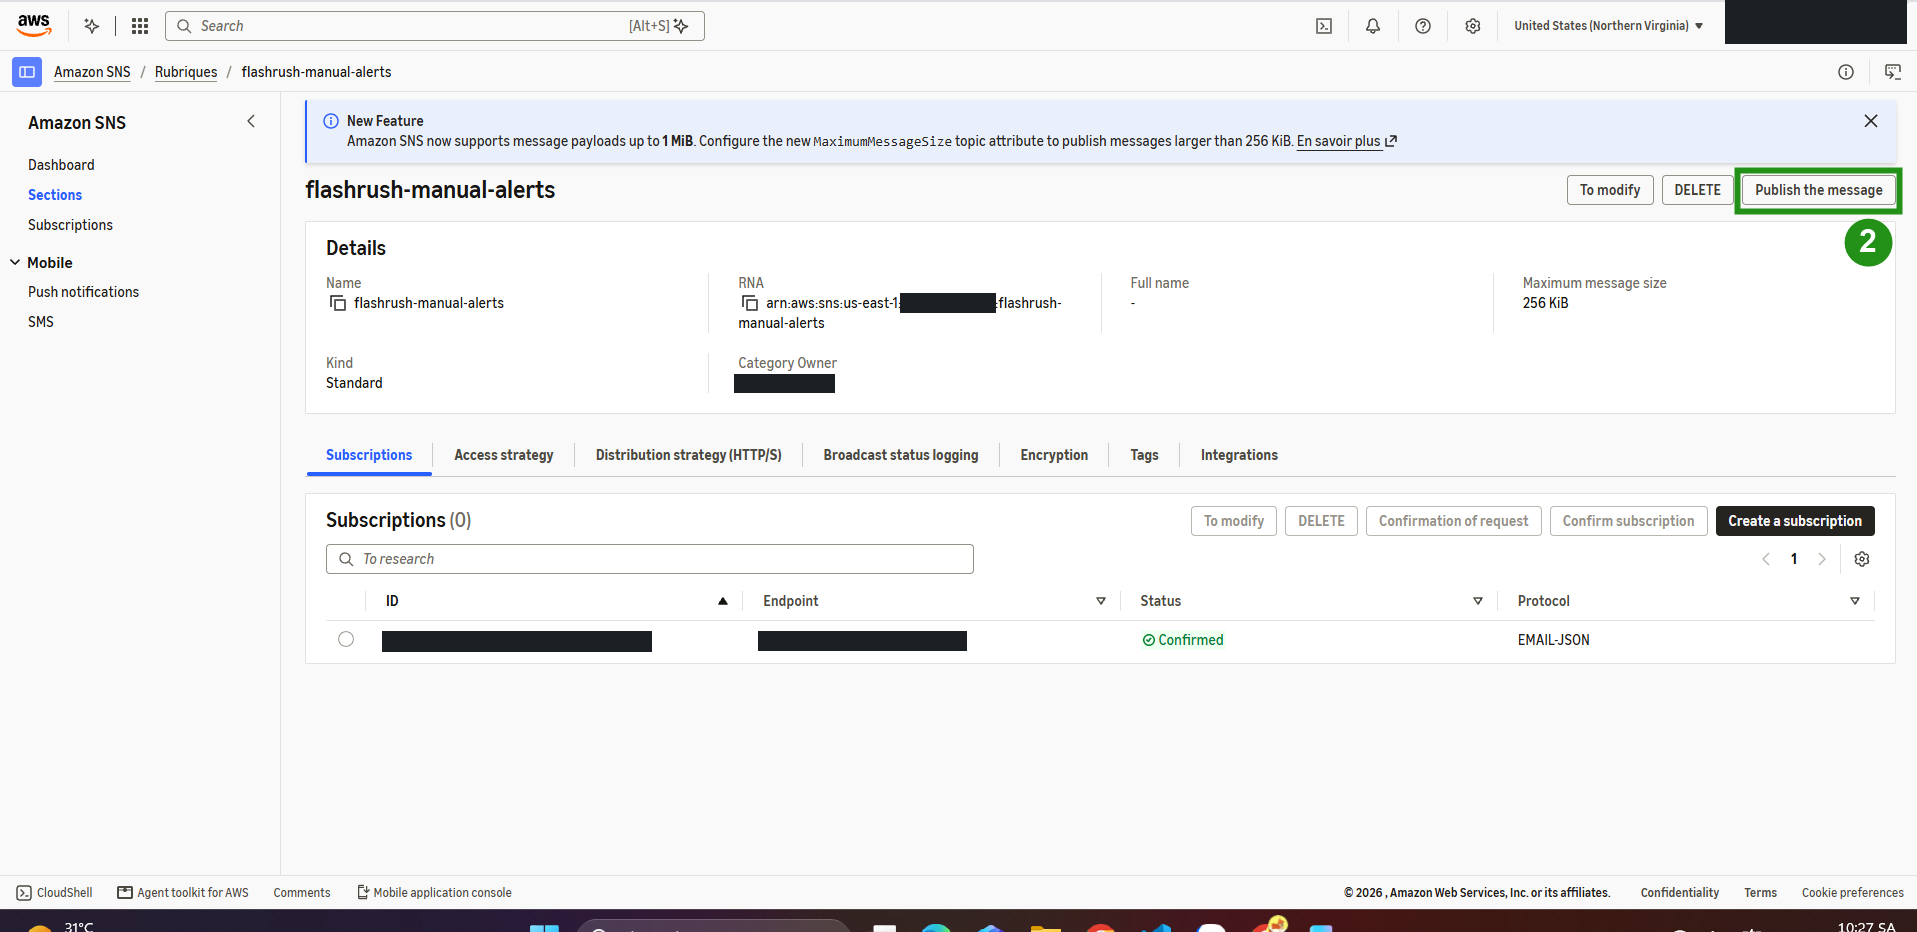 aws
Search [Alt+S]
United States (Northern Virginia)
Amazon SNS / Rubriques / flashrush-manual-alerts
Amazon SNS
Dashboard
Sections
Subscriptions
Mobile
Push notifications
SMS
New Feature
Amazon SNS now supports message payloads up to 1 MiB. Configure the new MaximumMessageSize topic attribute to publish messages larger than 256 KiB. En savoir plus
flashrush-manual-alerts
To modify DELETE Publish the message
2
Details
Name
flashrush-manual-alerts
RNA
arn:aws:sns:us-east-1: :flashrush-
manual-alerts
Full name
-
Maximum message size
256 KiB
Kind
Standard
Category Owner
Subscriptions Access strategy Distribution strategy (HTTP/S) Broadcast status logging Encryption Tags Integrations
Subscriptions (0)
To modify DELETE Confirmation of request Confirm subscription Create a subscription
To research
1
ID Endpoint Status Protocol
Confirmed EMAIL-JSON
CloudShell Agent toolkit for AWS Comments Mobile application console © 2026 , Amazon Web Services, Inc. or its affiliates. Confidentiality Terms Cookie preferences
31°C
10:27 SA